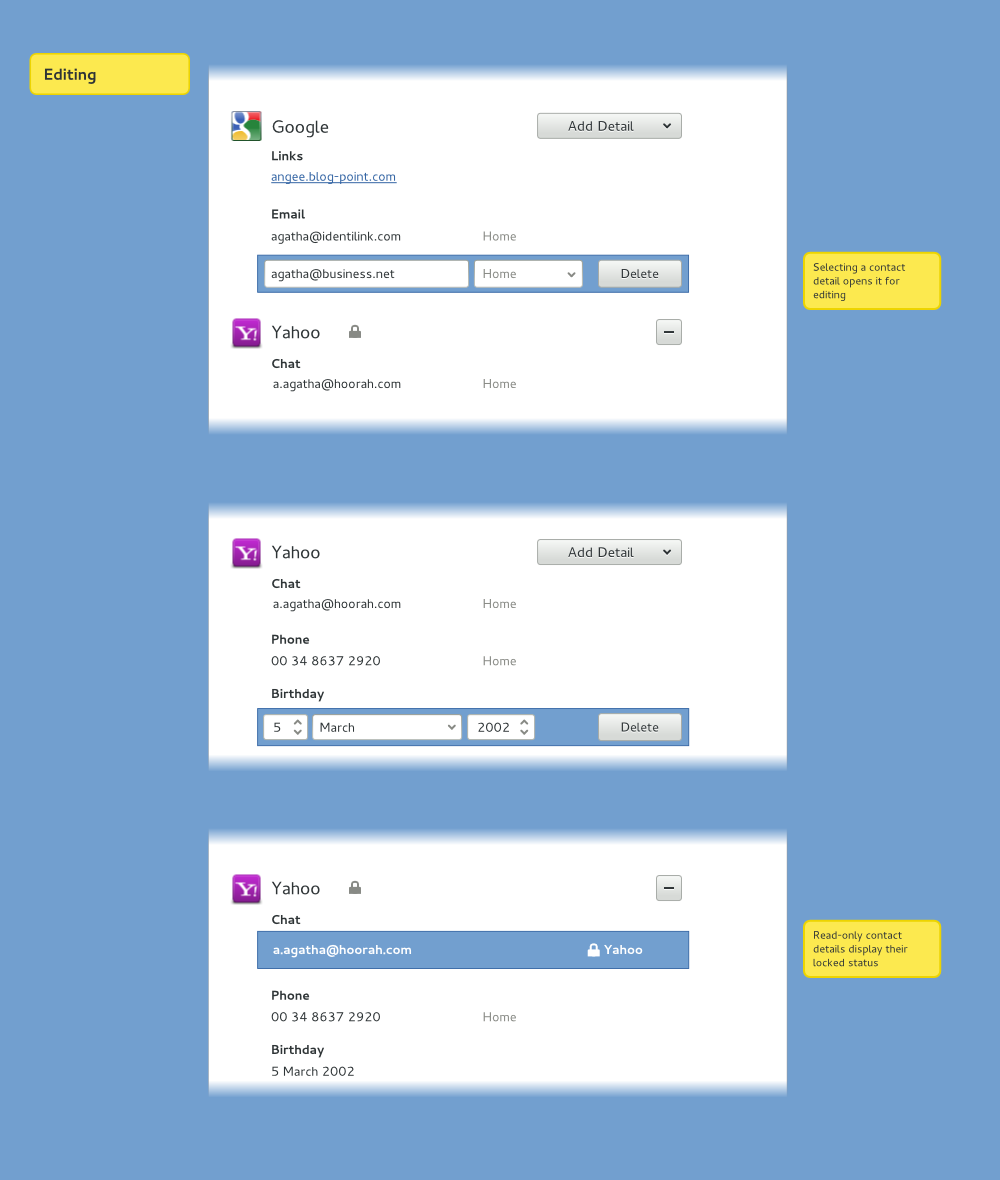 Editing
Google
Add Detail
Links
angee.blog-point.com
Email
agatha@identilink.com Home
agatha@business.net Home Delete
Selecting a contact
detail opens it for
editing
Y! Yahoo
Chat
a.agatha@hoorah.com Home
Y! Yahoo Add Detail
Chat
a.agatha@hoorah.com Home
Phone
00 34 8637 2920 Home
Birthday
5 March 2002 Delete
Y! Yahoo
Chat
a.agatha@hoorah.com Yahoo
Read-only contact
details display their
locked status
Phone
00 34 8637 2920 Home
Birthday
5 March 2002